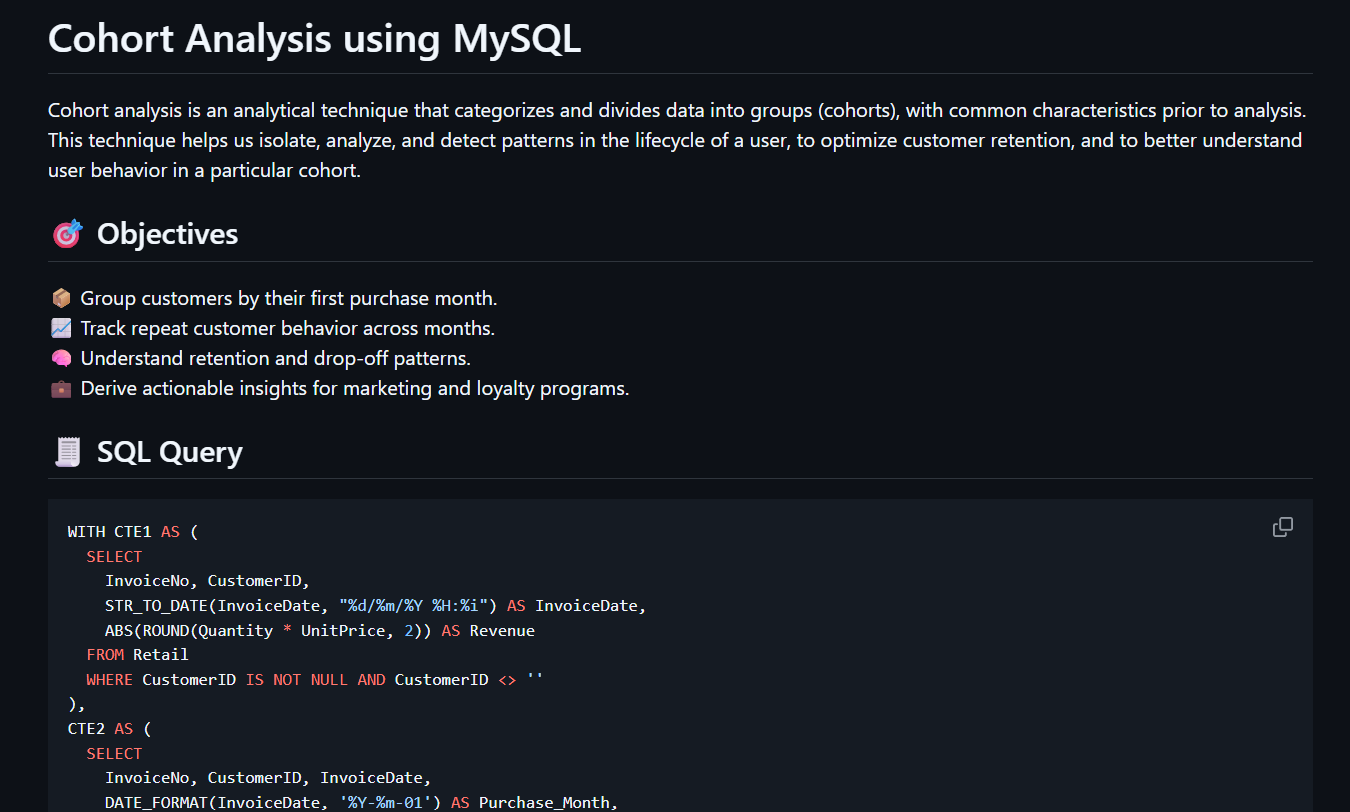 Cohort Analysis using MySQL
Cohort analysis is an analytical technique that categorizes and divides data into groups (cohorts), with common characteristics prior to analysis.
This technique helps us isolate, analyze, and detect patterns in the lifecycle of a user, to optimize customer retention, and to better understand
user behavior in a particular cohort.
🎯 Objectives
📦 Group customers by their first purchase month.
📈 Track repeat customer behavior across months.
🧠 Understand retention and drop-off patterns.
💼 Derive actionable insights for marketing and loyalty programs.
🧾 SQL Query
WITH CTE1 AS (
  SELECT
    InvoiceNo, CustomerID,
    STR_TO_DATE(InvoiceDate, "%d/%m/%Y %H:%i") AS InvoiceDate,
    ABS(ROUND(Quantity * UnitPrice, 2)) AS Revenue
  FROM Retail
  WHERE CustomerID IS NOT NULL AND CustomerID <> ''
),
CTE2 AS (
  SELECT
    InvoiceNo, CustomerID, InvoiceDate,
    DATE_FORMAT(InvoiceDate, '%Y-%m-01') AS Purchase_Month,